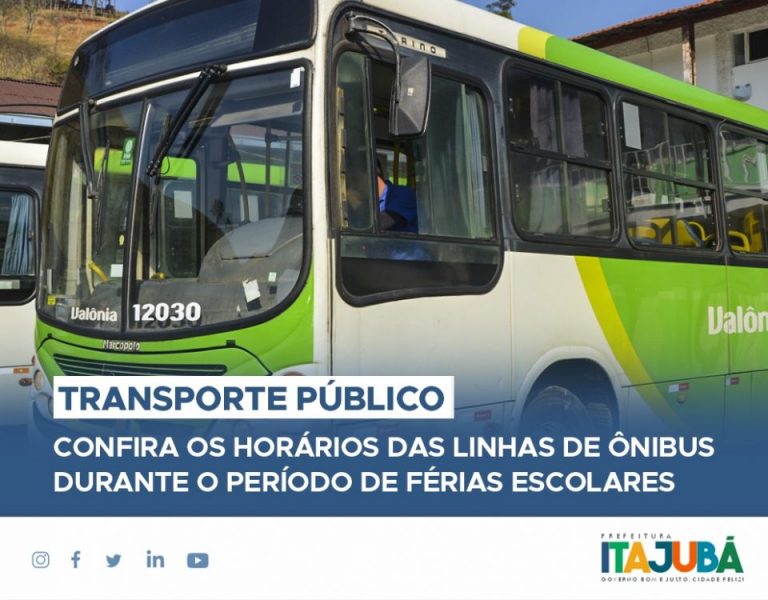 TORINO
Valônia 12030
Marcopolo
Valôn
TRANSPORTE PÚBLICO
CONFIRA OS HORÁRIOS DAS LINHAS DE ÔNIBUS
DURANTE O PERÍODO DE FÉRIAS ESCOLARES
PREFEITURA
ITAJUBÁ
GOVERNO BOM E JUSTO, CIDADE FELIZ!